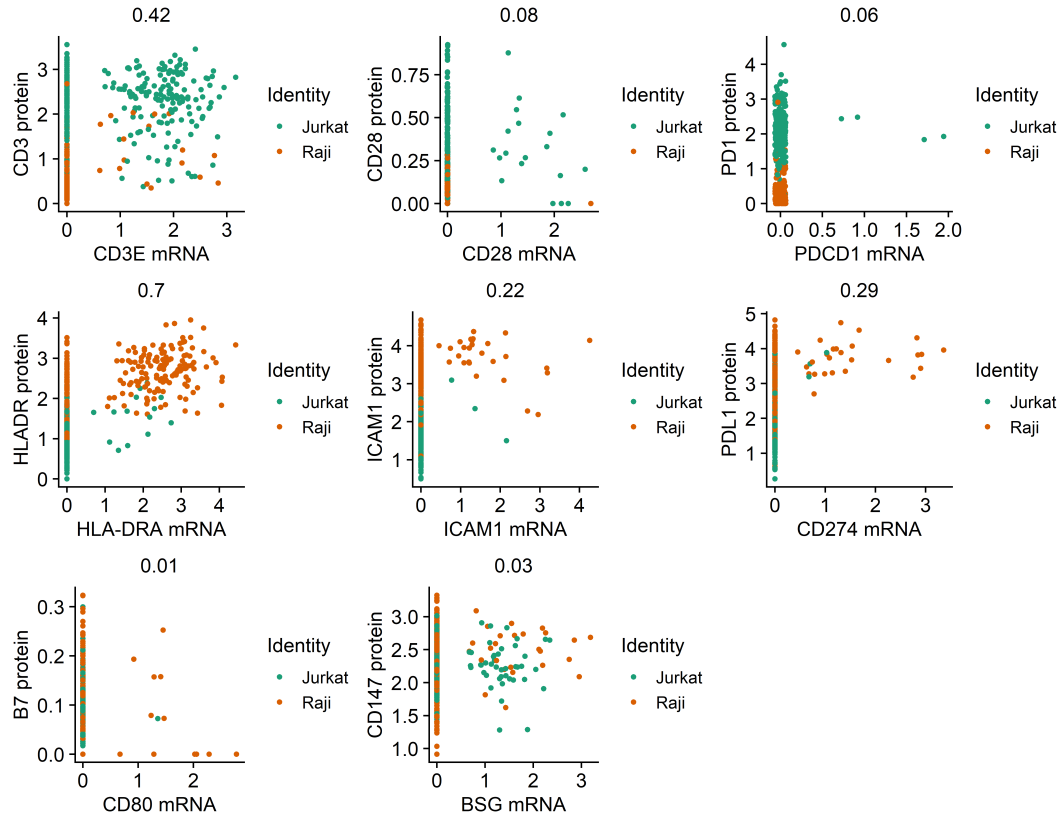 0.42
CD3 protein
3
2
1
0
0 1 2 3
CD3E mRNA
Identity
Jurkat
Raji
0.08
CD28 protein
0.75
0.50
0.25
0.00
0 1 2
CD28 mRNA
Identity
Jurkat
Raji
0.06
PD1 protein
4
3
2
1
0
0.0 0.5 1.0 1.5 2.0
PDCD1 mRNA
Identity
Jurkat
Raji
0.7
HLADR protein
4
3
2
1
0
0 1 2 3 4
HLA-DRA mRNA
Identity
Jurkat
Raji
0.22
ICAM1 protein
4
3
2
1
0 1 2 3 4
ICAM1 mRNA
Identity
Jurkat
Raji
0.29
PDL1 protein
5
4
3
2
1
0 1 2 3
CD274 mRNA
Identity
Jurkat
Raji
0.01
B7 protein
0.3
0.2
0.1
0.0
0 1 2
CD80 mRNA
Identity
Jurkat
Raji
0.03
CD147 protein
3.0
2.5
2.0
1.5
1.0
0 1 2 3
BSG mRNA
Identity
Jurkat
Raji